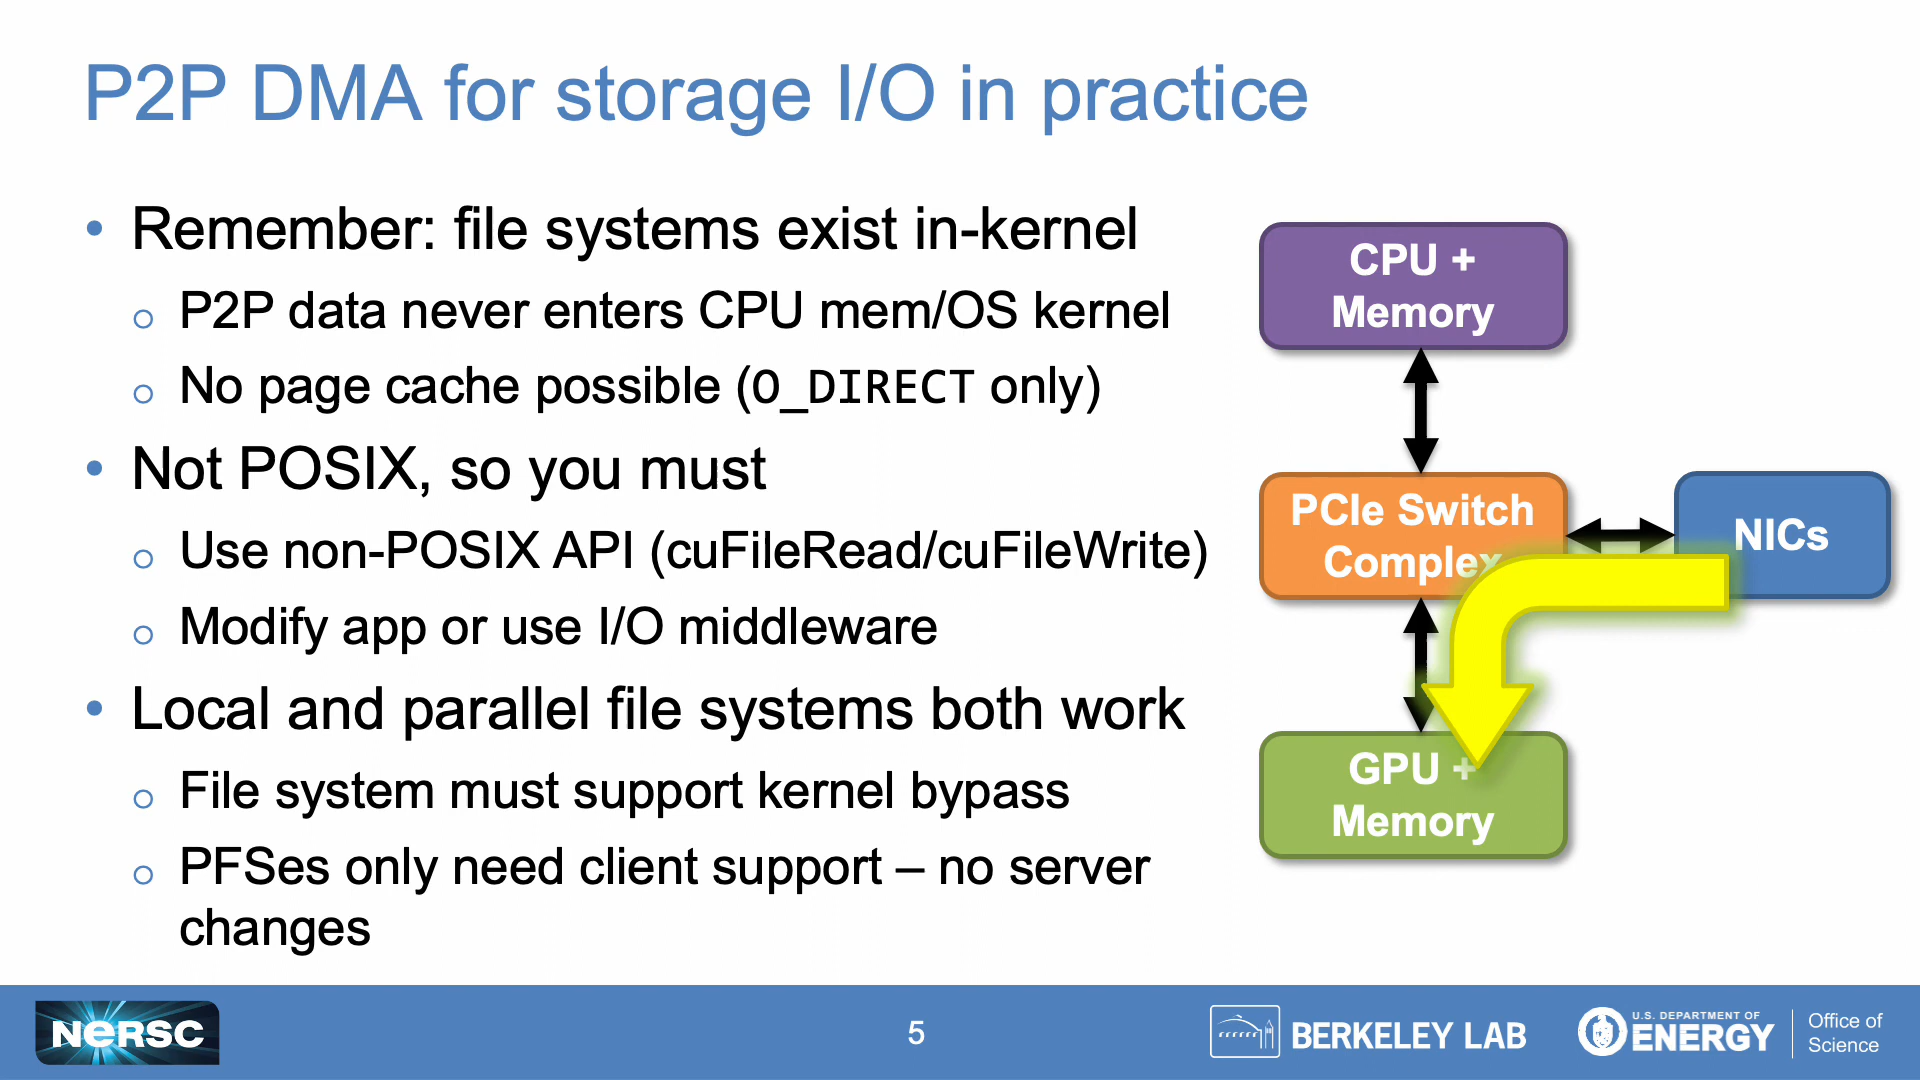 P2P DMA for storage I/O in practice
• Remember: file systems exist in-kernel
o P2P data never enters CPU mem/OS kernel
o No page cache possible (O_DIRECT only)
• Not POSIX, so you must
o Use non-POSIX API (cuFileRead/cuFileWrite)
o Modify app or use I/O middleware
• Local and parallel file systems both work
o File system must support kernel bypass
o PFSes only need client support – no server
changes
CPU +
Memory
PCIe Switch
Complex
NICs
GPU +
Memory
NERSC
5
BERKELEY LAB
U.S. DEPARTMENT OF
ENERGY
Office of
Science